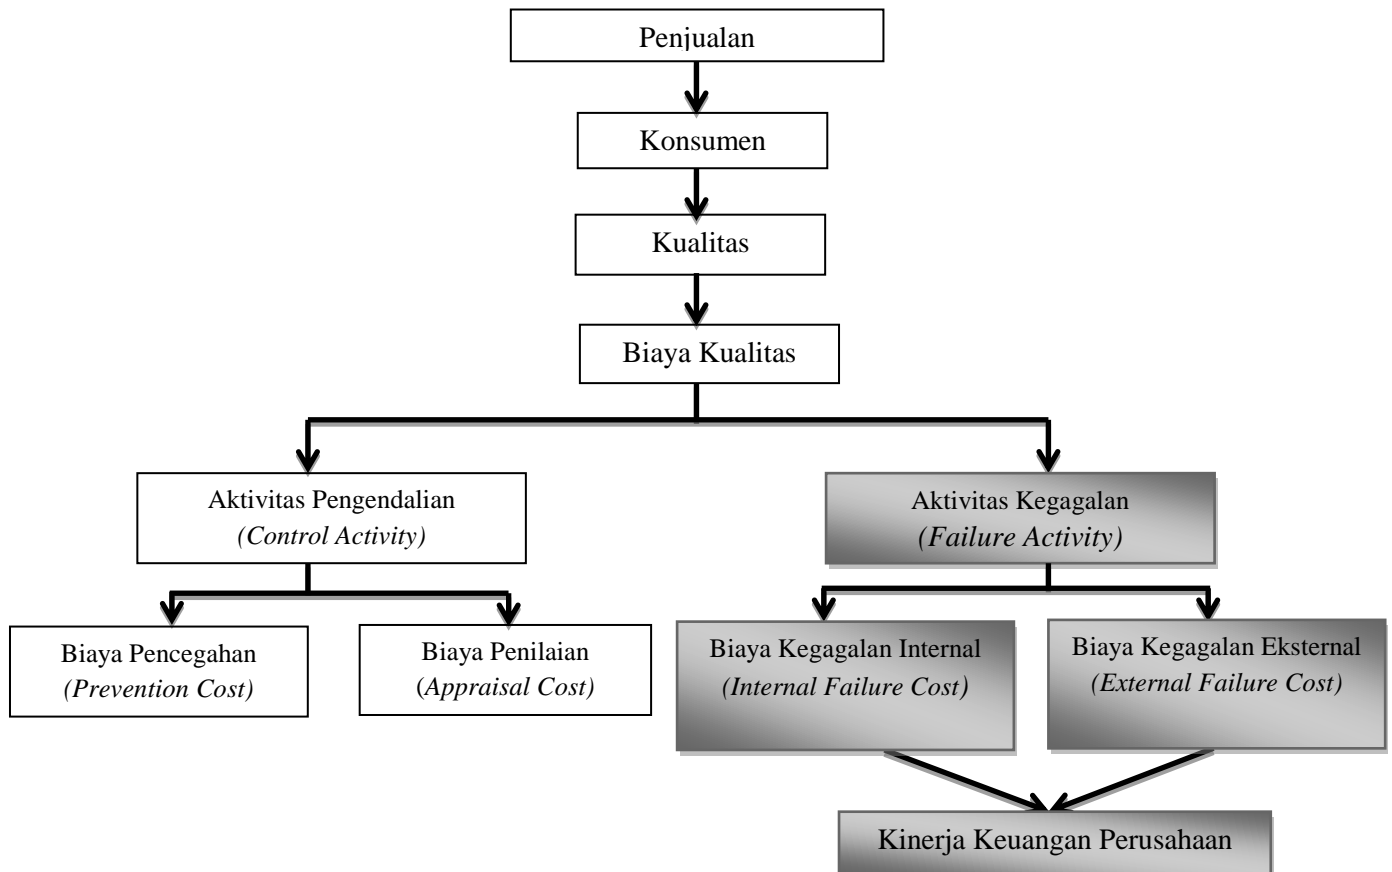 Penjualan
Konsumen
Kualitas
Biaya Kualitas
Aktivitas Pengendalian
(Control Activity)
Aktivitas Kegagalan
(Failure Activity)
Biaya Pencegahan
(Prevention Cost)
Biaya Penilaian
(Appraisal Cost)
Biaya Kegagalan Internal
(Internal Failure Cost)
Biaya Kegagalan Eksternal
(External Failure Cost)
Kinerja Keuangan Perusahaan